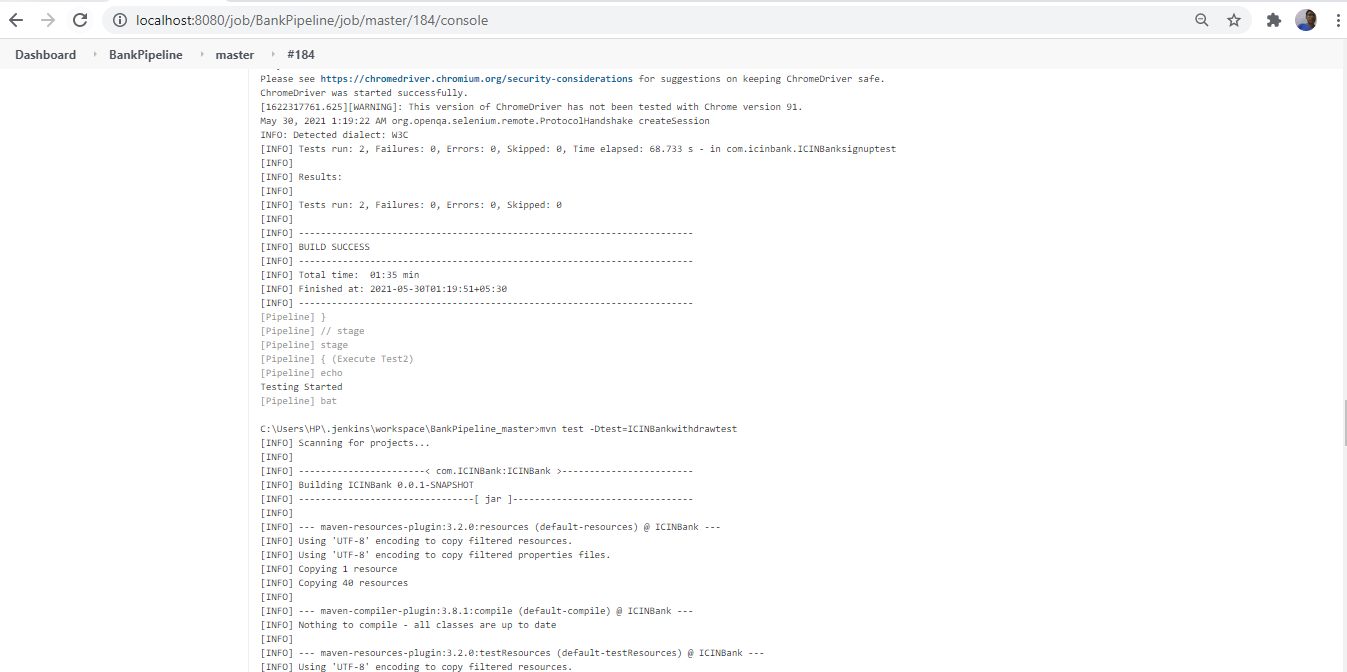 localhost:8080/job/BankPipeline/job/master/184/console
Dashboard BankPipeline master #184
Please see https://chromedriver.chromium.org/security-considerations for suggestions on keeping ChromeDriver safe.
ChromeDriver was started successfully.
[1622317761.625][WARNING]: This version of ChromeDriver has not been tested with Chrome version 91.
May 30, 2021 1:19:22 AM org.openqa.selenium.remote.ProtocolHandshake createSession
INFO: Detected dialect: W3C
[INFO] Tests run: 2, Failures: 0, Errors: 0, Skipped: 0, Time elapsed: 68.733 s - in com.icinbank.ICINBanksignuptest
[INFO]
[INFO] Results:
[INFO]
[INFO] Tests run: 2, Failures: 0, Errors: 0, Skipped: 0
[INFO]
[INFO] ------------------------------------------------------------------------
[INFO] BUILD SUCCESS
[INFO] ------------------------------------------------------------------------
[INFO] Total time:  01:35 min
[INFO] Finished at: 2021-05-30T01:19:51+05:30
[INFO] ------------------------------------------------------------------------
[Pipeline] }
[Pipeline] // stage
[Pipeline] stage
[Pipeline] { (Execute Test2)
[Pipeline] echo
Testing Started
[Pipeline] bat
C:\Users\HP\.jenkins\workspace\BankPipeline_master>mvn test -Dtest=ICINBankwithdrawtest
[INFO] Scanning for projects...
[INFO]
[INFO] -----------------------< com.ICINBank:ICINBank >------------------------
[INFO] Building ICINBank 0.0.1-SNAPSHOT
[INFO] --------------------------------[ jar ]---------------------------------
[INFO]
[INFO] --- maven-resources-plugin:3.2.0:resources (default-resources) @ ICINBank ---
[INFO] Using 'UTF-8' encoding to copy filtered resources.
[INFO] Using 'UTF-8' encoding to copy filtered properties files.
[INFO] Copying 1 resource
[INFO] Copying 40 resources
[INFO]
[INFO] --- maven-compiler-plugin:3.8.1:compile (default-compile) @ ICINBank ---
[INFO] Nothing to compile - all classes are up to date
[INFO]
[INFO] --- maven-resources-plugin:3.2.0:testResources (default-testResources) @ ICINBank ---
[INFO] Using 'UTF-8' encoding to copy filtered resources.